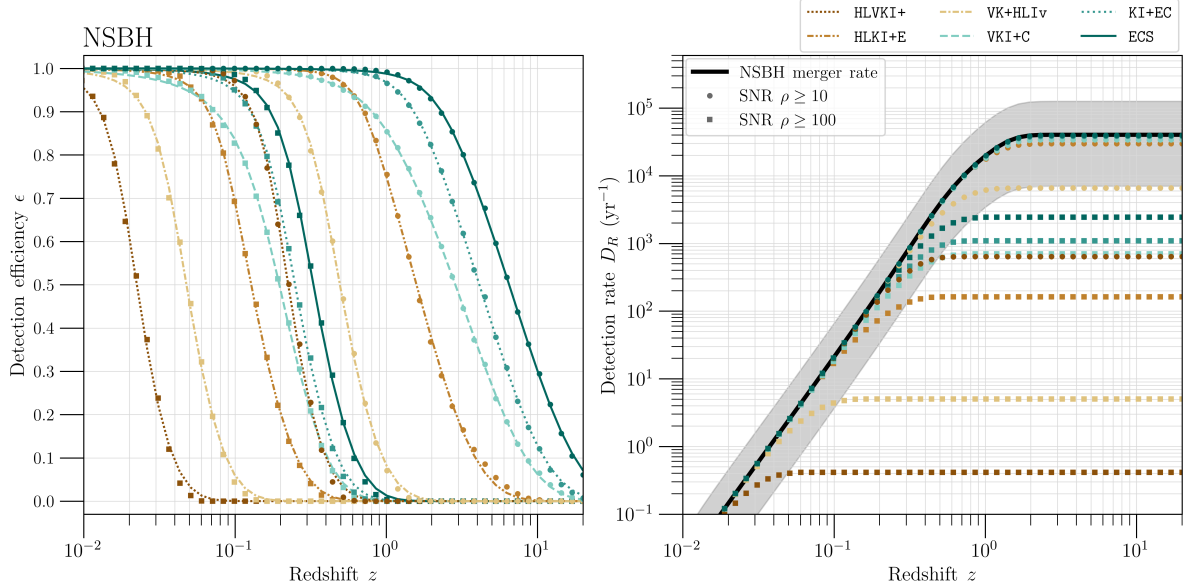 NSBH
HLVKI+
VK+HLIv
KI+EC
HLKI+E
VKI+C
ECS
NSBH merger rate
SNR ρ ≥ 10
SNR ρ ≥ 100
Detection efficiency ϵ
1.0
0.9
0.8
0.7
0.6
0.5
0.4
0.3
0.2
0.1
0.0
10⁻²
10⁻¹
10⁰
10¹
Redshift z
Detection rate D_R (yr⁻¹)
10⁵
10⁴
10³
10²
10¹
10⁰
10⁻¹
10⁻²
10⁻¹
10⁰
10¹
Redshift z